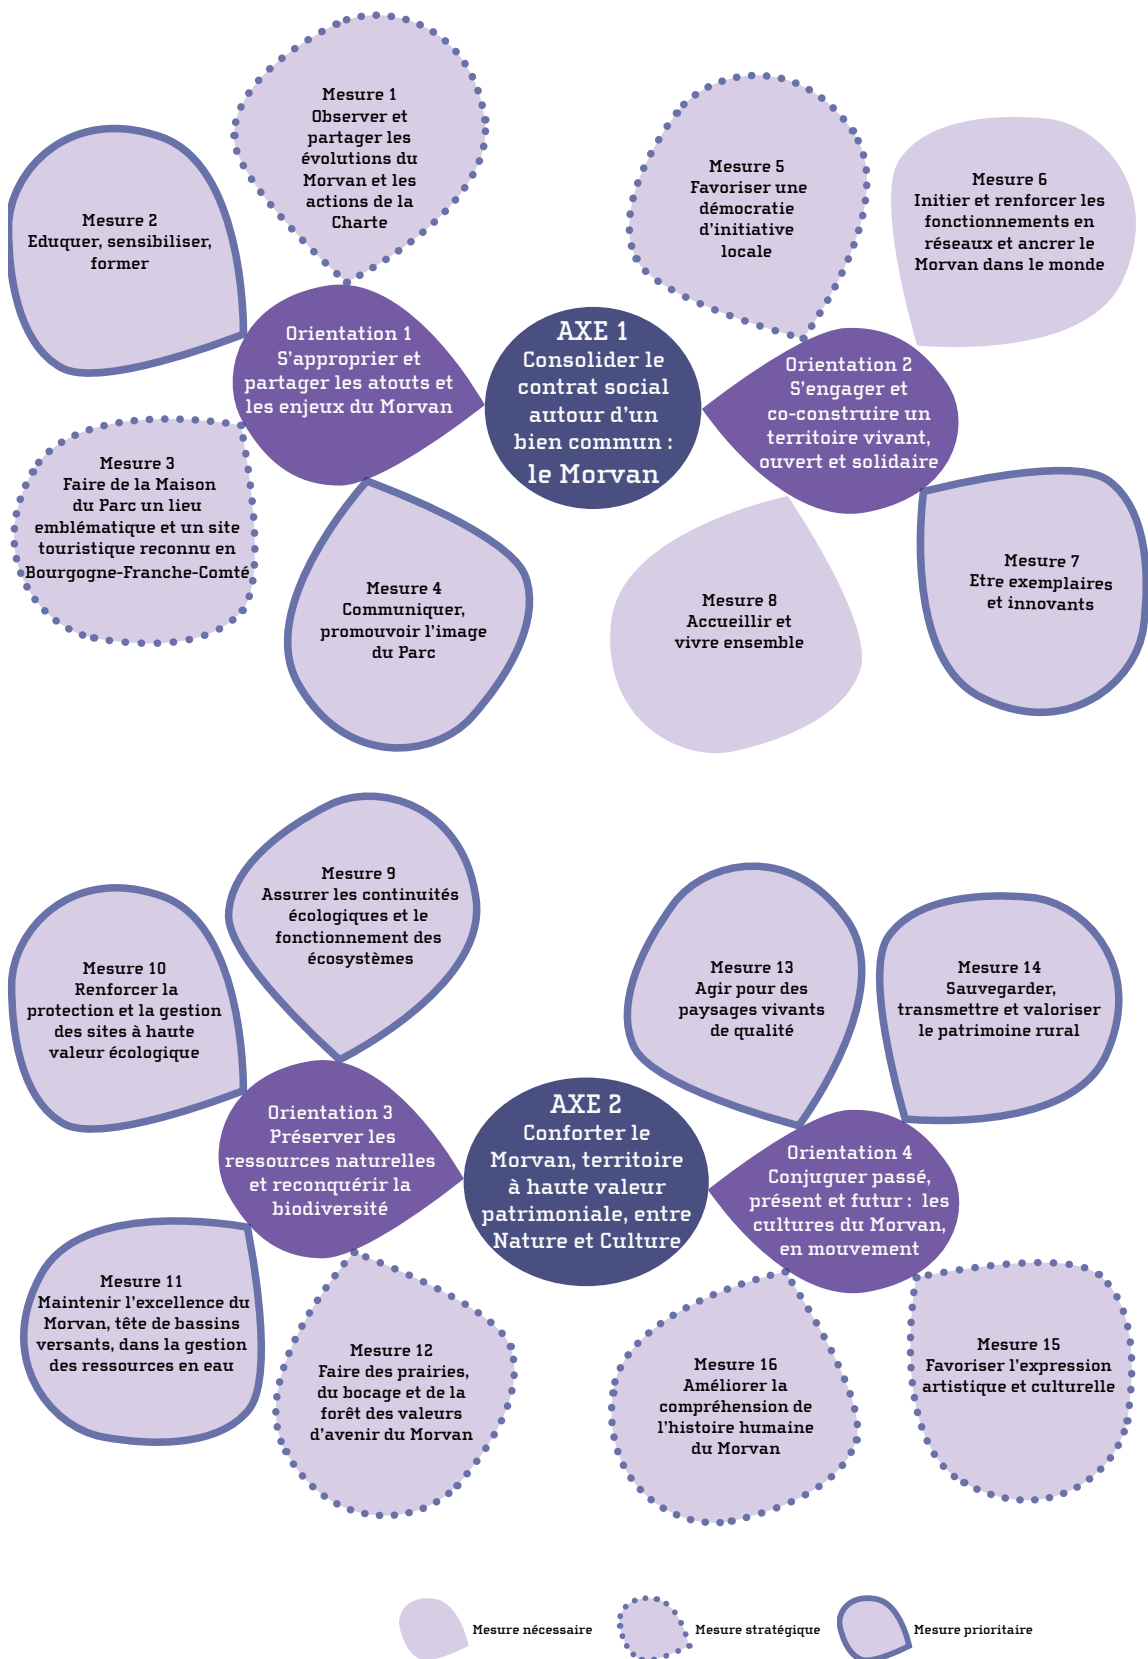 Mesure 1
Observer et
partager les
évolutions du
Morvan et les
actions de la
Charte
Mesure 2
Eduquer, sensibiliser,
former
Orientation 1
S'approprier et
partager les atouts et
les enjeux du Morvan
Mesure 3
Faire de la Maison
du Parc un lieu
emblématique et un site
touristique reconnu en
Bourgogne-Franche-Comté
Mesure 4
Communiquer,
promouvoir l'image
du Parc
AXE 1
Consolider le
contrat social
autour d'un
bien commun :
le Morvan
Mesure 5
Favoriser une
démocratie
d'initiative
locale
Mesure 6
Initier et renforcer les
fonctionnements en
réseaux et ancrer le
Morvan dans le monde
Orientation 2
S'engager et
co-construire un
territoire vivant,
ouvert et solidaire
Mesure 7
Etre exemplaires
et innovants
Mesure 8
Accueillir et
vivre ensemble
Mesure 9
Assurer les continuités
écologiques et le
fonctionnement des
écosystèmes
Mesure 10
Renforcer la
protection et la gestion
des sites à haute
valeur écologique
Orientation 3
Préserver les
ressources naturelles
et reconquérir la
biodiversité
Mesure 11
Maintenir l'excellence du
Morvan, tête de bassins
versants, dans la gestion
des ressources en eau
Mesure 12
Faire des prairies,
du bocage et de la
forêt des valeurs
d'avenir du Morvan
AXE 2
Conforter le
Morvan, territoire
à haute valeur
patrimoniale, entre
Nature et Culture
Mesure 13
Agir pour des
paysages vivants
de qualité
Mesure 14
Sauvegarder,
transmettre et valoriser
le patrimoine rural
Orientation 4
Conjuguer passé,
présent et futur : les
cultures du Morvan,
en mouvement
Mesure 15
Favoriser l'expression
artistique et culturelle
Mesure 16
Améliorer la
compréhension de
l'histoire humaine
du Morvan
Mesure nécessaire
Mesure stratégique
Mesure prioritaire